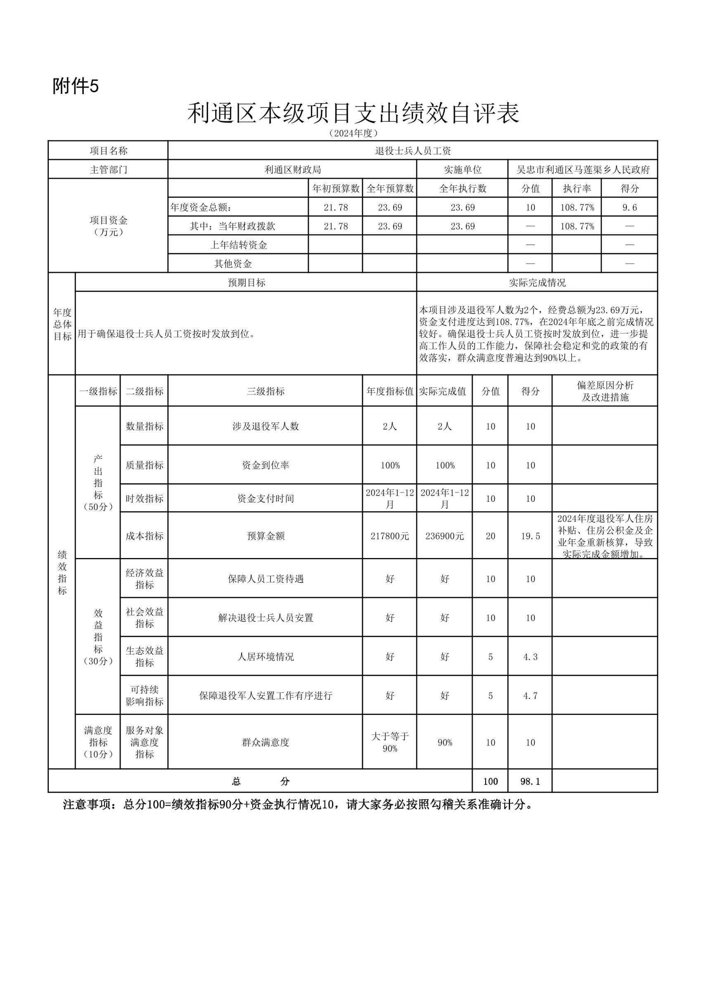 附件5
利通区本级项目支出绩效自评表
（2024年度）
项目名称 退役士兵人员工资
主管部门 利通区财政局 实施单位 吴忠市利通区马莲渠乡人民政府
项目资金
（万元）
年初预算数 全年预算数 全年执行数 分值 执行率 得分
年度资金总额： 21.78 23.69 23.69 10 108.77% 9.6
其中：当年财政拨款 21.78 23.69 23.69 — 108.77% —
上年结转资金 — —
其他资金 — —
年度
总体
目标
预期目标 实际完成情况
用于确保退役士兵人员工资按时发放到位。
本项目涉及退役军人数为2个，经费总额为23.69万元，
资金支付进度达到108.77%，在2024年年底之前完成情况
较好。确保退役士兵人员工资按时发放到位，进一步提
高工作人员的工作能力，保障社会稳定和党的政策的有
效落实，群众满意度普遍达到90%以上。
绩
效
指
标
一级指标 二级指标 三级指标 年度指标值 实际完成值 分值 得分 偏差原因分析
及改进措施
产
出
指
标
（50分）
数量指标 涉及退役军人数 2人 2人 10 10
质量指标 资金到位率 100% 100% 10 10
时效指标 资金支付时间 2024年1-12
月 2024年1-12
月 10 10
成本指标 预算金额 217800元 236900元 20 19.5
2024年度退役军人住房
补贴、住房公积金及企
业年金重新核算，导致
实际完成金额增加。
效
益
指
标
（30分）
经济效益
指标 保障人员工资待遇 好 好 10 10
社会效益
指标 解决退役士兵人员安置 好 好 10 10
生态效益
指标 人居环境情况 好 好 5 4.3
可持续
影响指标 保障退役军人安置工作有序进行 好 好 5 4.7
满意度
指标
（10分）
服务对象
满意度
指标 群众满意度 大于等于
90% 90% 10 10
总 分 100 98.1
注意事项：总分100=绩效指标90分+资金执行情况10，请大家务必按照勾稽关系准确计分。